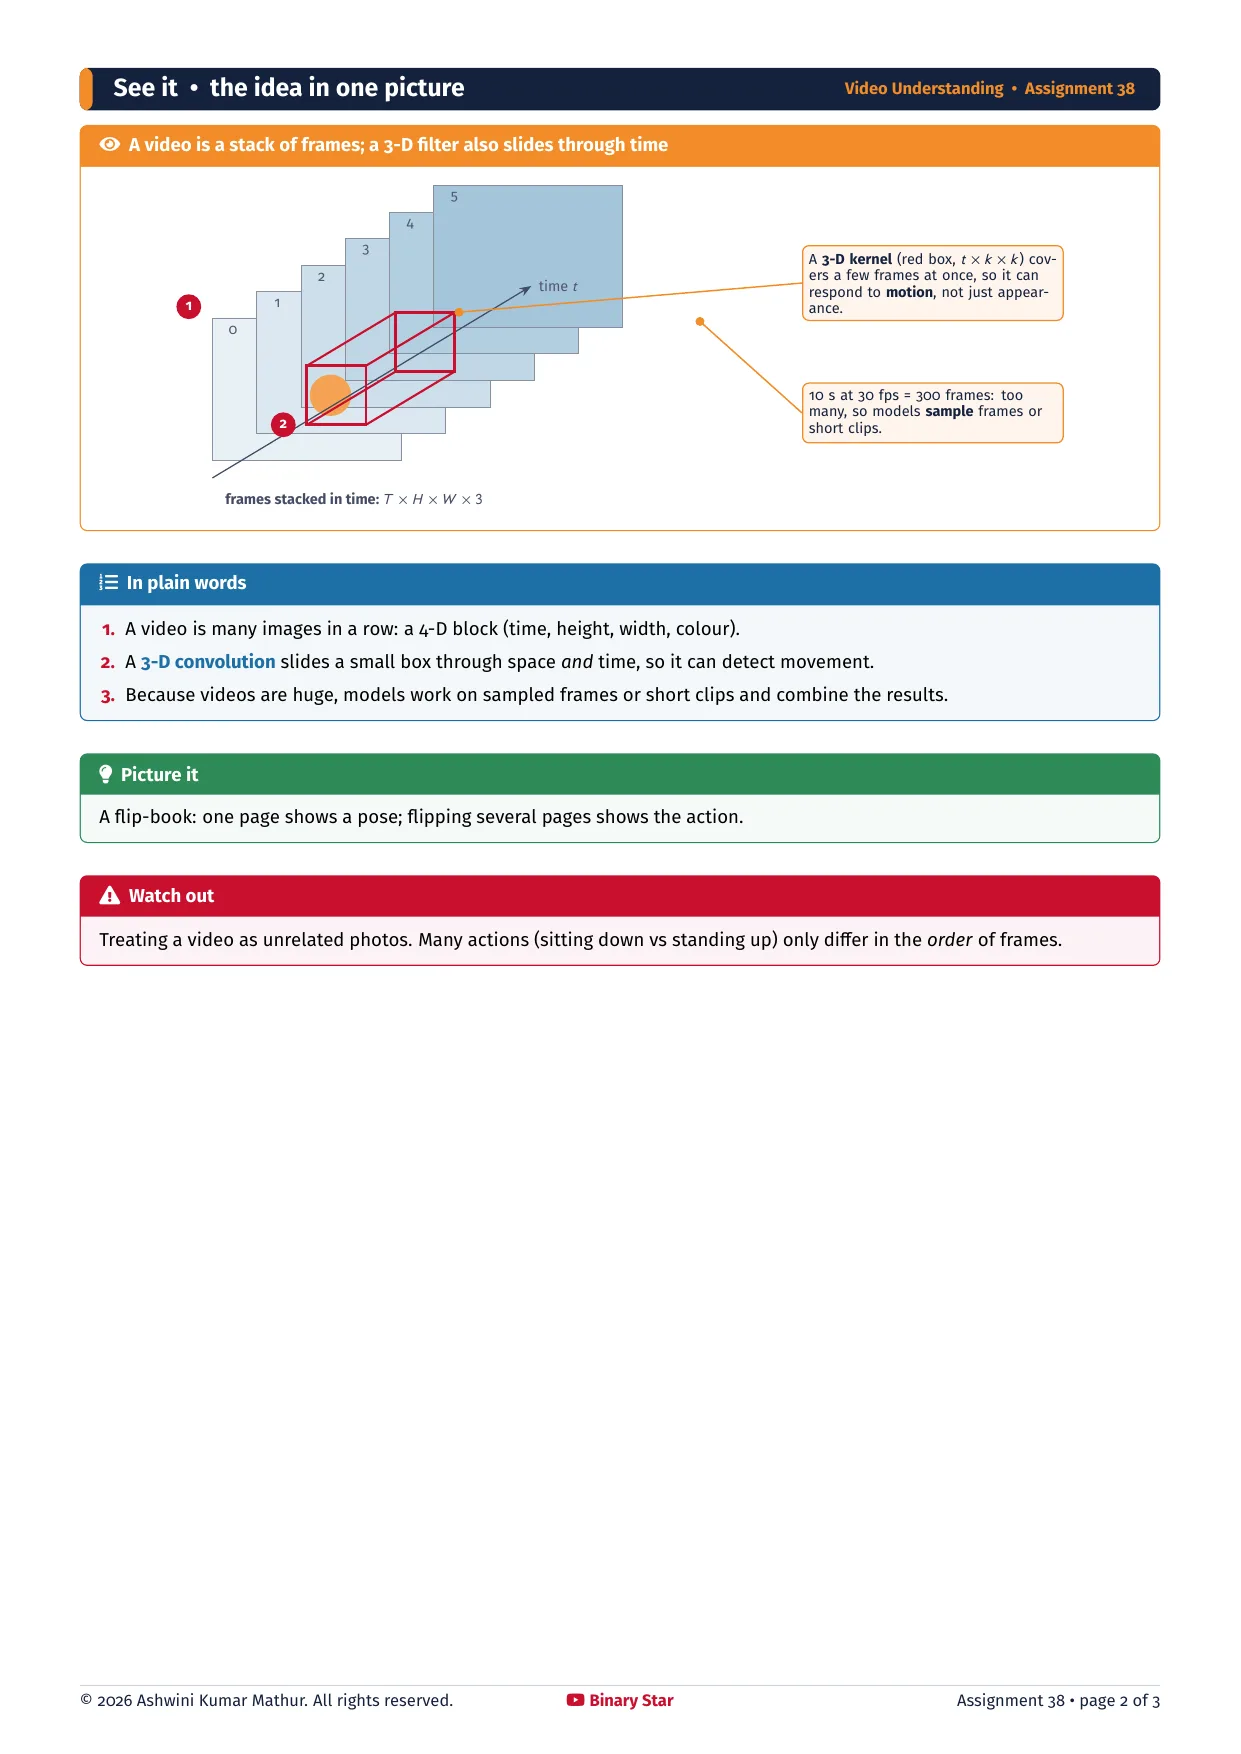 See it • the idea in one picture
Video Understanding • Assignment 38
A video is a stack of frames; a 3-D filter also slides through time
5
4
3
2
1
0
1
2
time t
A 3-D kernel (red box, t × k × k) cov-
ers a few frames at once, so it can
respond to motion, not just appear-
ance.
10 s at 30 fps = 300 frames: too
many, so models sample frames or
short clips.
frames stacked in time: T × H × W × 3
In plain words
1. A video is many images in a row: a 4-D block (time, height, width, colour).
2. A 3-D convolution slides a small box through space and time, so it can detect movement.
3. Because videos are huge, models work on sampled frames or short clips and combine the results.
Picture it
A flip-book: one page shows a pose; flipping several pages shows the action.
Watch out
Treating a video as unrelated photos. Many actions (sitting down vs standing up) only differ in the order of frames.
© 2026 Ashwini Kumar Mathur. All rights reserved.
Binary Star
Assignment 38 • page 2 of 3